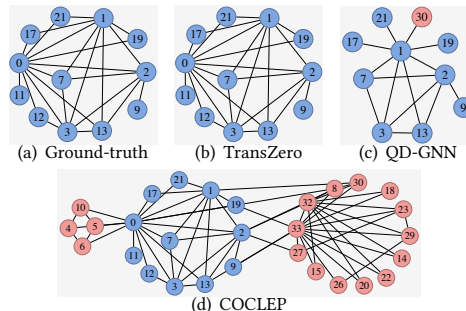 21 1 17 19 0 7 2 11 12 9 3 13
21 1 17 19 0 7 2 11 12 9 3 13
21 30 17 1 19 7 2 9 3 13
(a) Ground-truth (b) TransZero (c) QD-GNN
21 1 8 30 18
17 19 32 23
10 0 33 29
4 5 7 2
6 11 27 14
12 9 15 22
3 13 26 20
(d) COCLEP